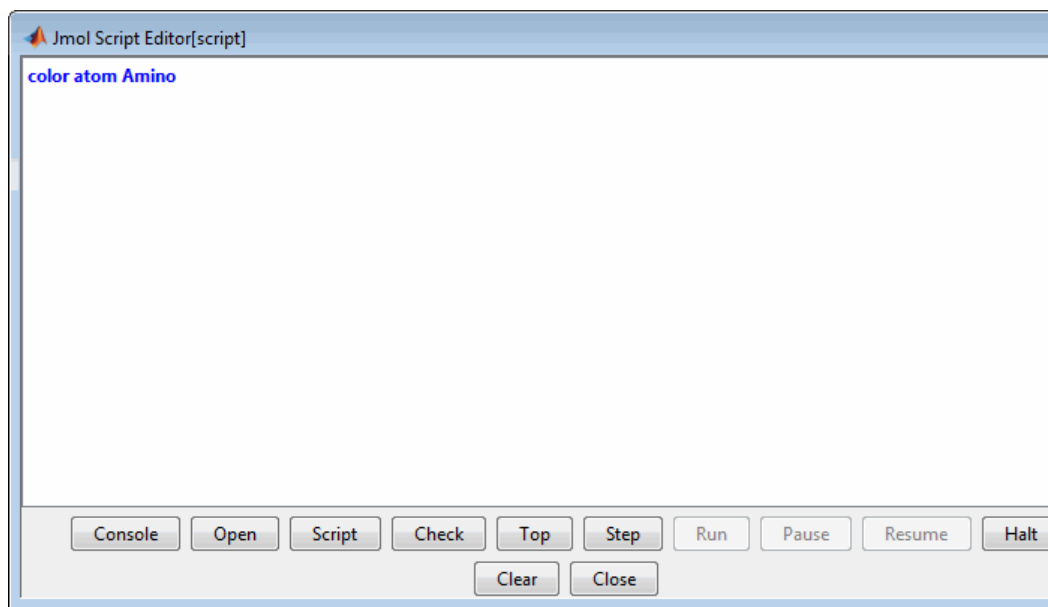 Jmol Script Editor[script]
color atom Amino
Console Open Script Check Top Step Run Pause Resume Halt
Clear Close